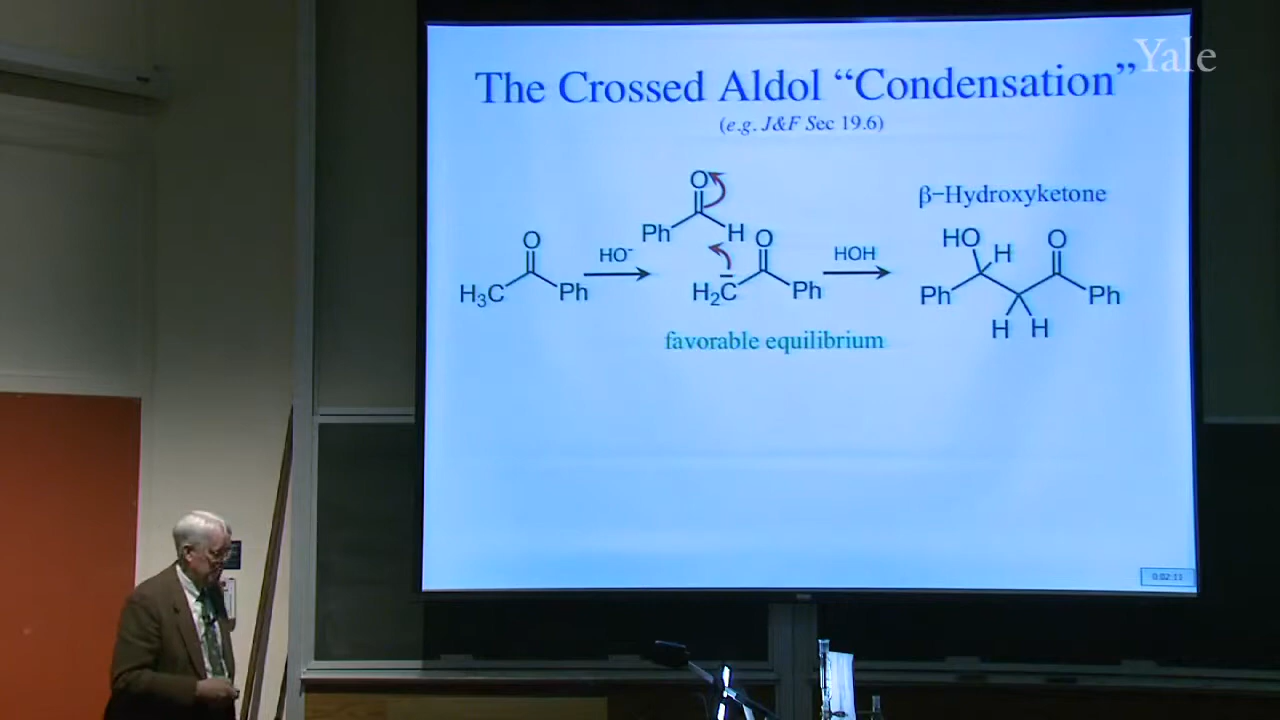 Yale
The Crossed Aldol “Condensation”
(e.g. J&F Sec 19.6)
O
Ph
H
β−Hydroxyketone
O
H3C
Ph
HO-
O
H2C
Ph
HOH
HO
H
O
Ph
Ph
H H
favorable equilibrium
0:02:11